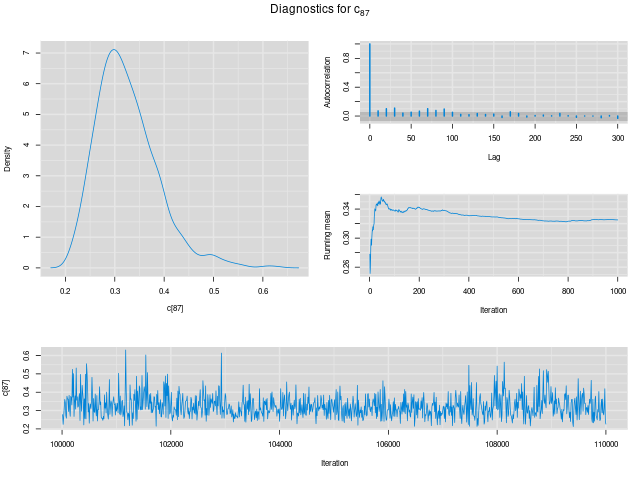 Diagnostics for c87
Density
0 1 2 3 4 5 6 7
0.2 0.3 0.4 0.5 0.6
c[87]
Autocorrelation
0.0 0.4 0.8
0 50 100 150 200 250 300
Lag
Running mean
0.26 0.30 0.34
0 200 400 600 800 1000
Iteration
c[87]
0.2 0.3 0.4 0.5 0.6
100000 102000 104000 106000 108000 110000
Iteration